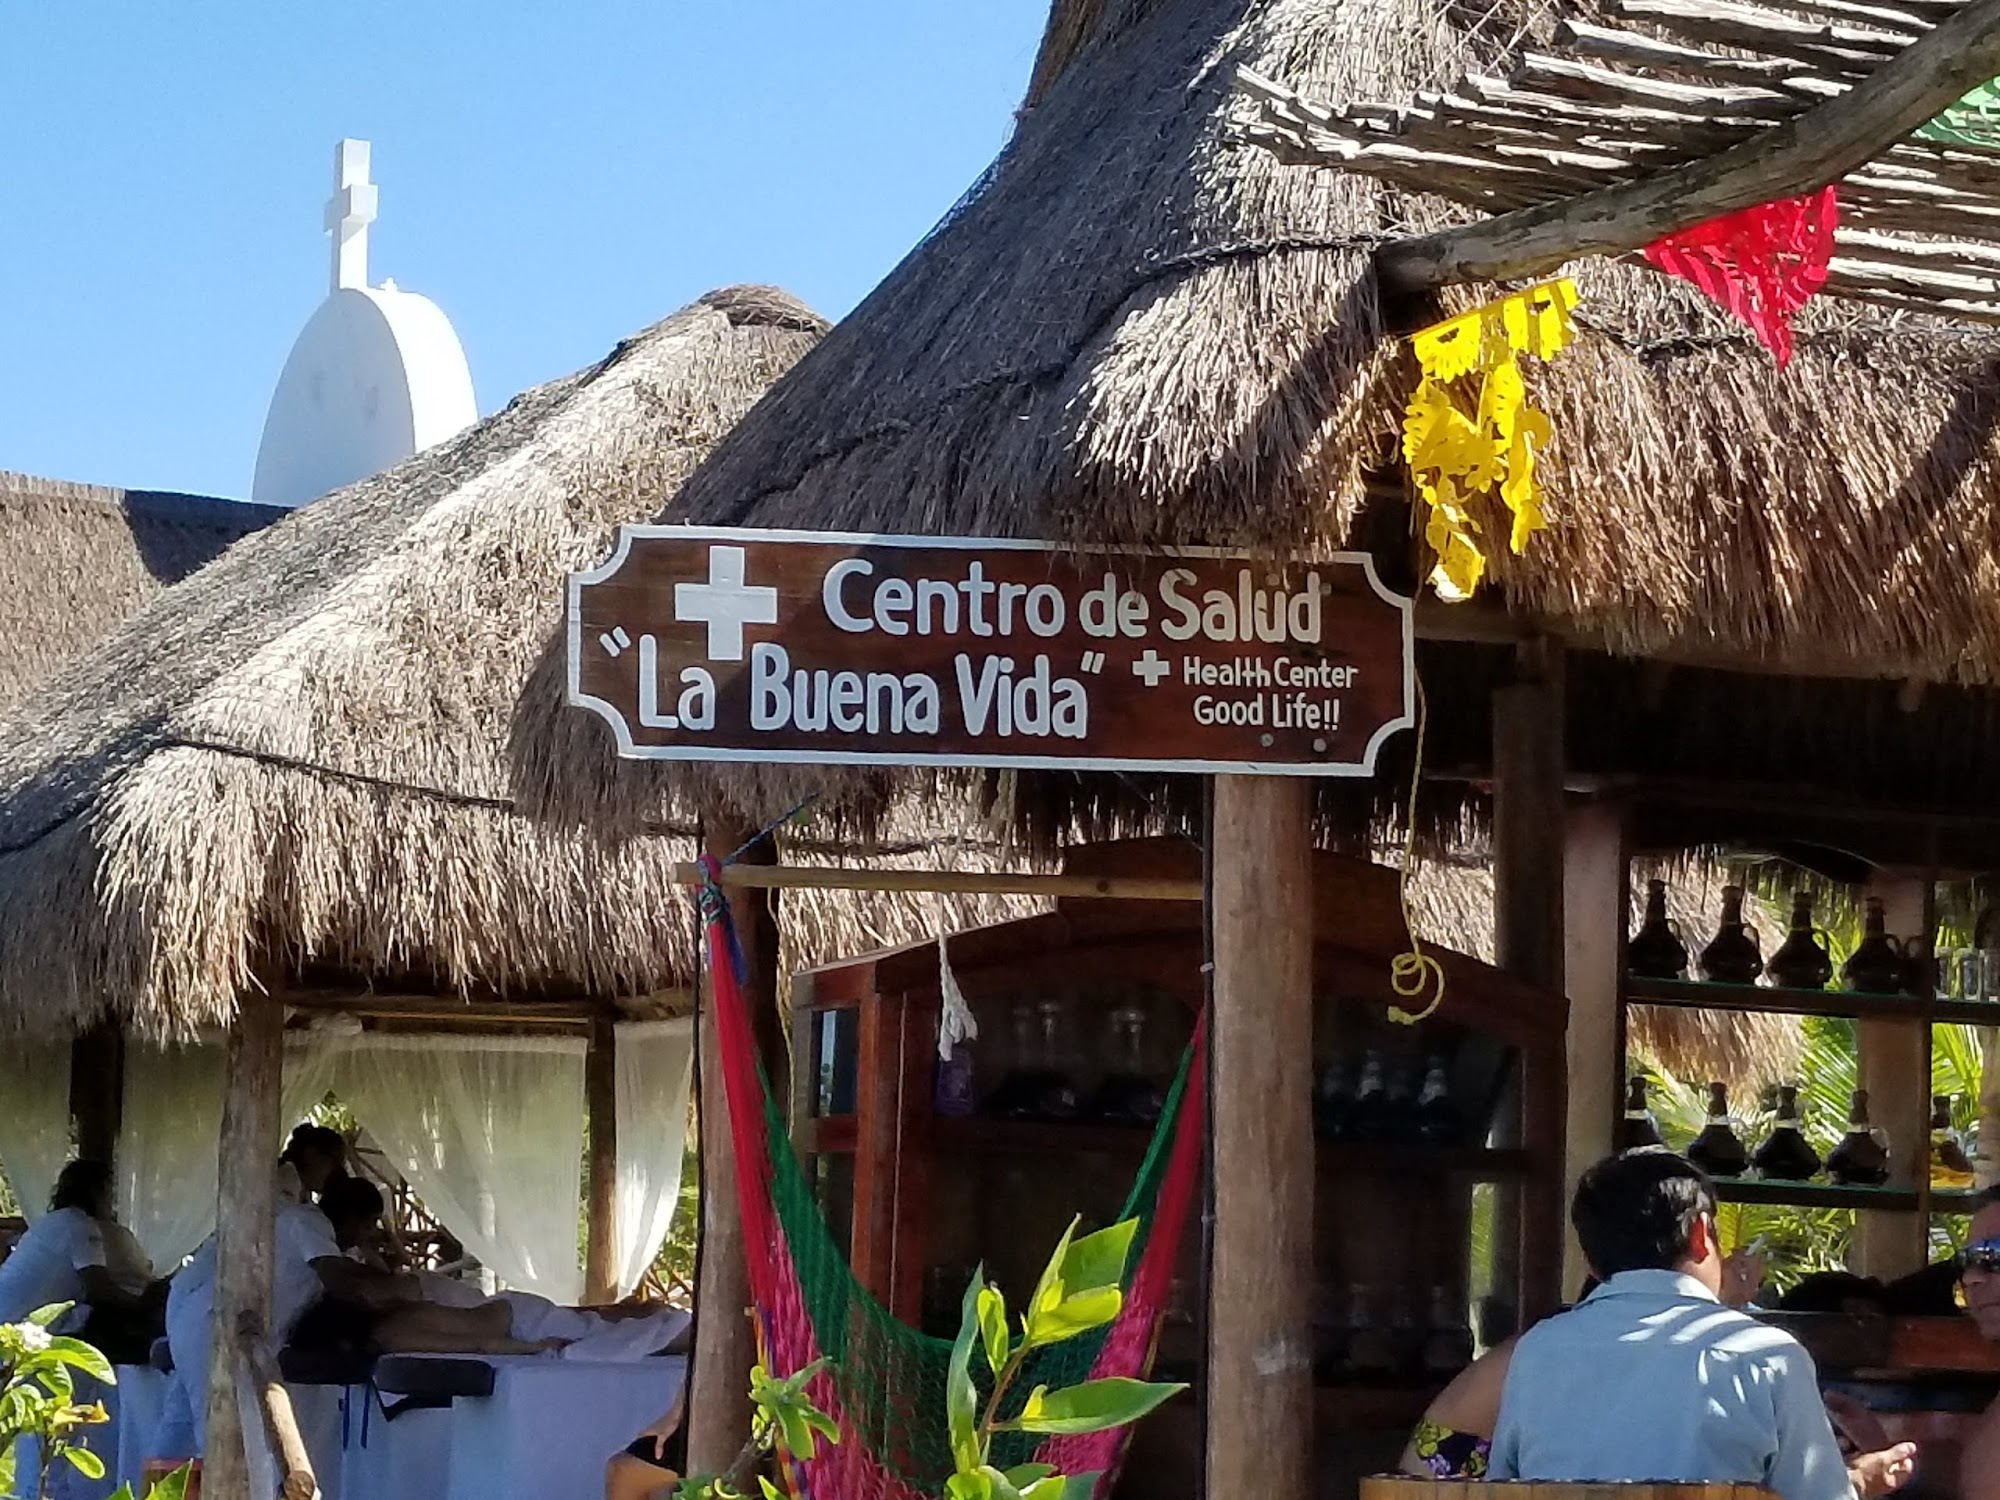 Centro de Salud
"La Buena Vida"
Health Center
Good Life!!